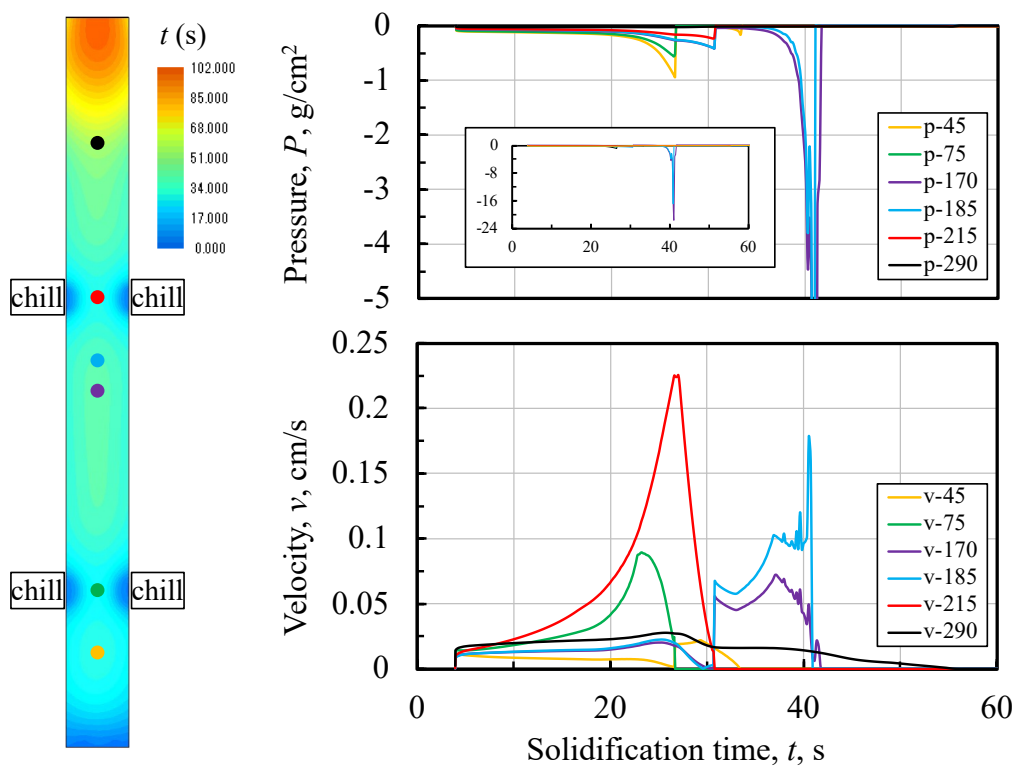 t (s)
102.000
85.000
68.000
51.000
34.000
17.000
0.000
chill
chill
chill
chill
Pressure, P, g/cm²
0
-1
-2
-3
-4
-5
0
-8
-16
-24
0
20
40
60
p-45
p-75
p-170
p-185
p-215
p-290
Velocity, v, cm/s
0.25
0.2
0.15
0.1
0.05
0
v-45
v-75
v-170
v-185
v-215
v-290
0
20
40
60
Solidification time, t, s